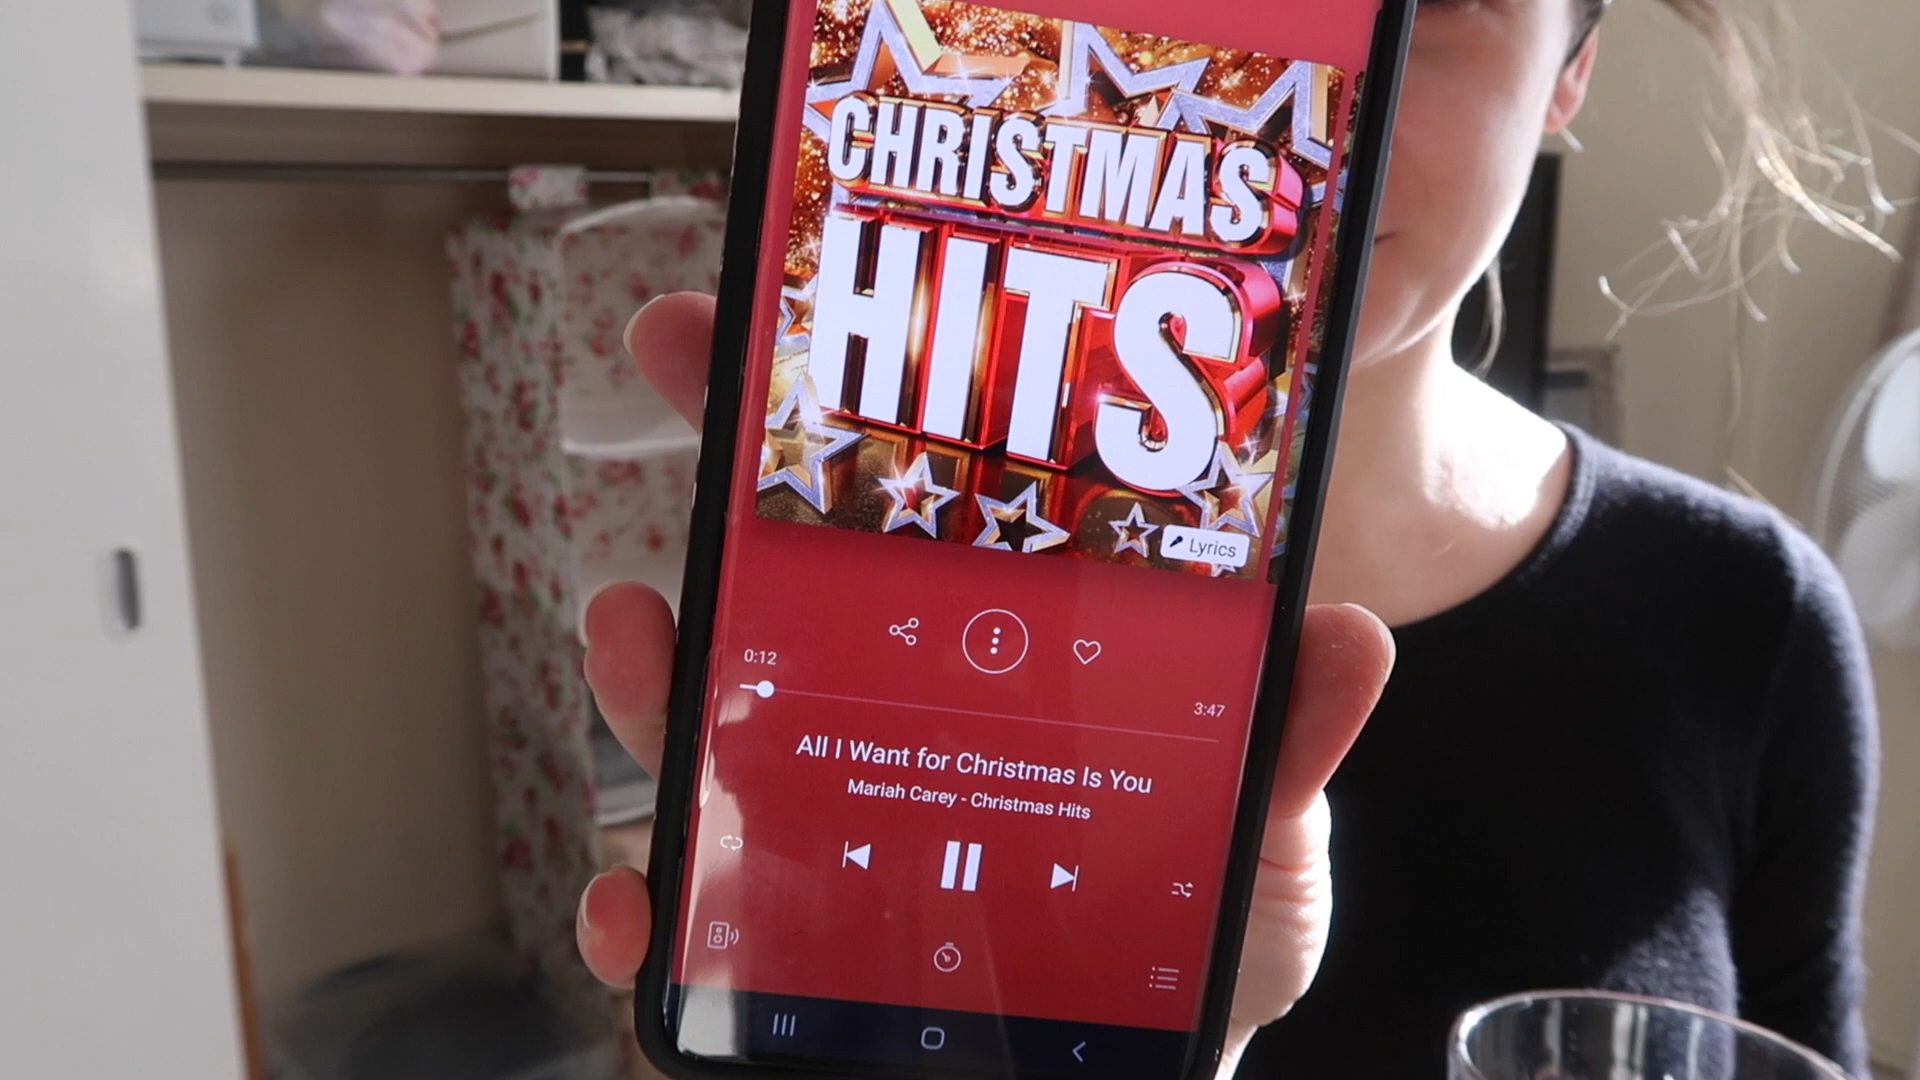 CHRISTMAS
HITS
Lyrics
0:12
3:47
All I Want for Christmas Is You
Mariah Carey - Christmas Hits